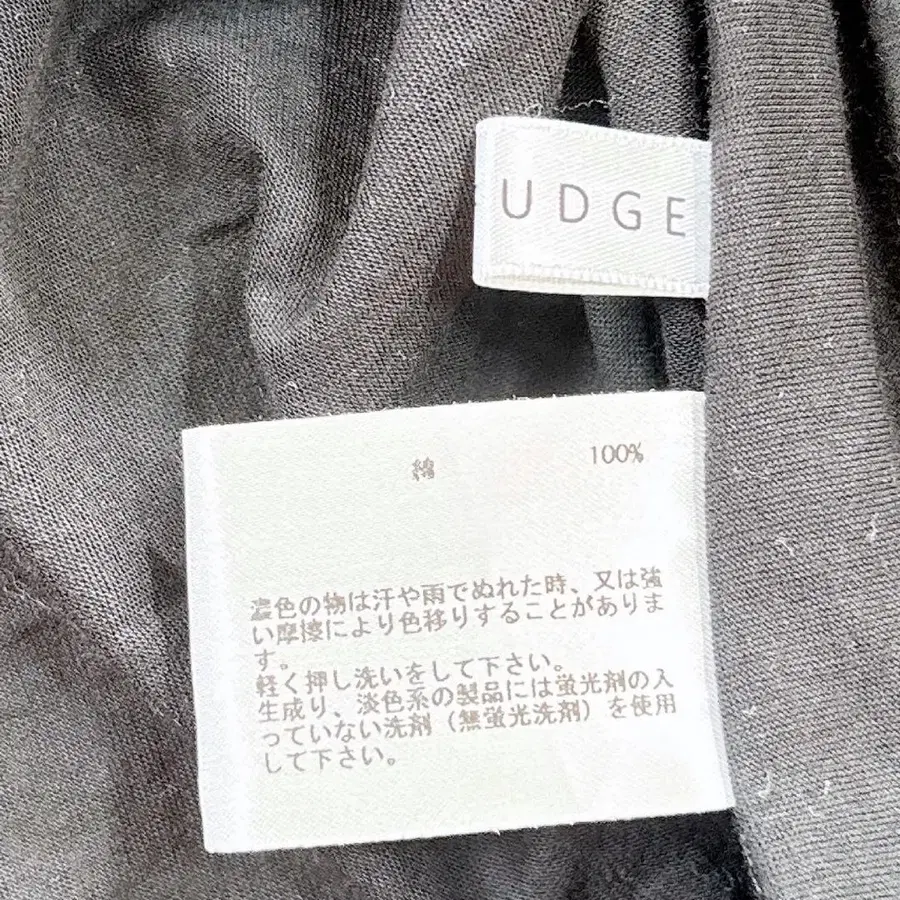 UDGE
綿 100%
濃色の物は汗や雨でぬれた時、又は強
い摩擦により色移りすることがありま
す。
軽く押し洗いをして下さい。
生成り、淡色系の製品には蛍光剤の入
っていない洗剤（無蛍光洗剤）を使用
して下さい。